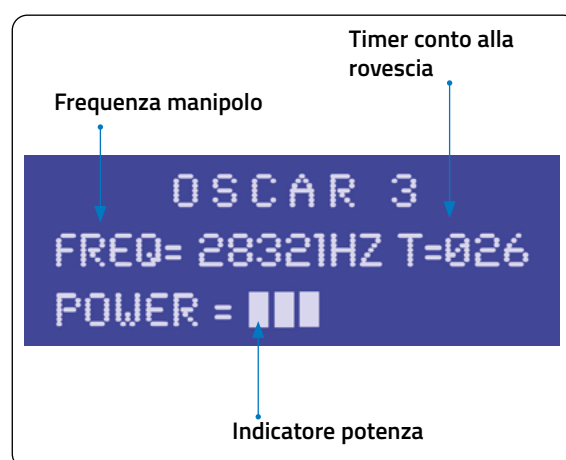 Timer conto alla
rovescia
Frequenza manipolo
OSCAR 3
FREQ= 28321HZ T=026
POWER =
Indicatore potenza